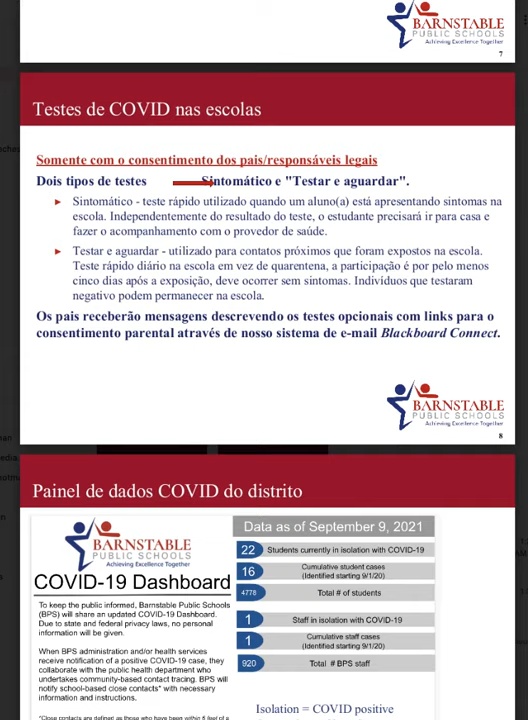 BARNSTABLE
PUBLIC SCHOOLS
Achieving Excellence Together
7
Testes de COVID nas escolas
Somente com o consentimento dos pais/responsáveis legais
Dois tipos de testes Sintomático e "Testar e aguardar".
Sintomático - teste rápido utilizado quando um aluno(a) está apresentando sintomas na
escola. Independentemente do resultado do teste, o estudante precisará ir para casa e
fazer o acompanhamento com o provedor de saúde.
Testar e aguardar - utilizado para contatos próximos que foram expostos na escola.
Teste rápido diário na escola em vez de quarentena, a participação é por pelo menos
cinco dias após a exposição, deve ocorrer sem sintomas. Indivíduos que testaram
negativo podem permanecer na escola.
Os pais receberão mensagens descrevendo os testes opcionais com links para o
consentimento parental através de nosso sistema de e-mail Blackboard Connect.
BARNSTABLE
PUBLIC SCHOOLS
Achieving Excellence Together
8
Painel de dados COVID do distrito
BARNSTABLE
PUBLIC SCHOOLS
Achieving Excellence Together
COVID-19 Dashboard
To keep the public informed, Barnstable Public Schools
(BPS) will share an updated COVID-19 Dashboard.
Due to state and federal privacy laws, no personal
information will be given.
When BPS administration and/or health services
receive notification of a positive COVID-19 case, they
collaborate with the public health department who
undertakes community-based contact tracing. BPS will
notify school-based close contacts* with necessary
information and instructions.
*Close contacts are defined as those who have been within 6 feet of a
Data as of September 9, 2021
22 Students currently in isolation with COVID-19
16 Cumulative student cases
(Identified starting 9/1/20)
4778 Total # of students
1 Staff in isolation with COVID-19
1 Cumulative staff cases
(Identified starting 9/1/20)
920 Total # BPS staff
Isolation = COVID positive